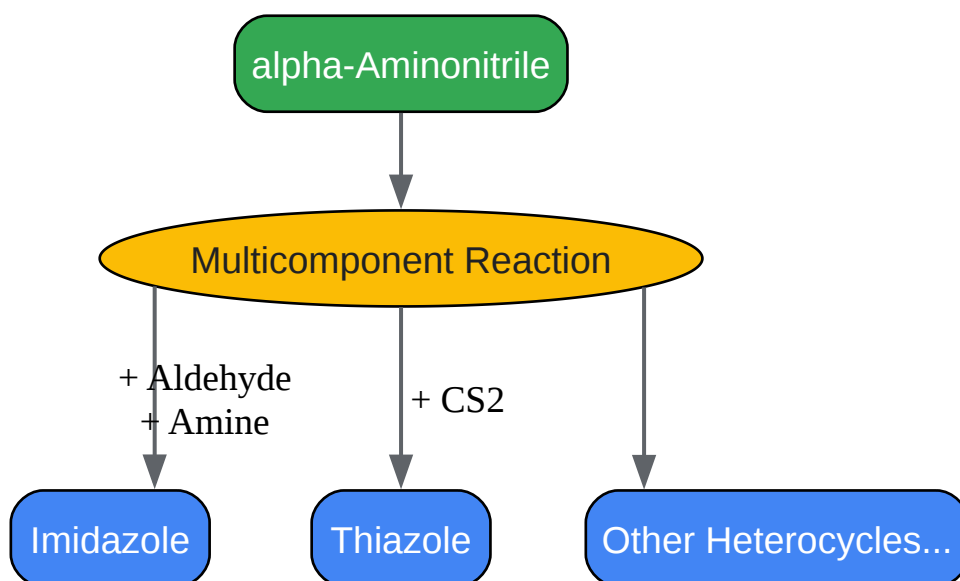 alpha-Aminonitrile
Multicomponent Reaction
+ Aldehyde
+ Amine
+ CS2
Imidazole
Thiazole
Other Heterocycles...